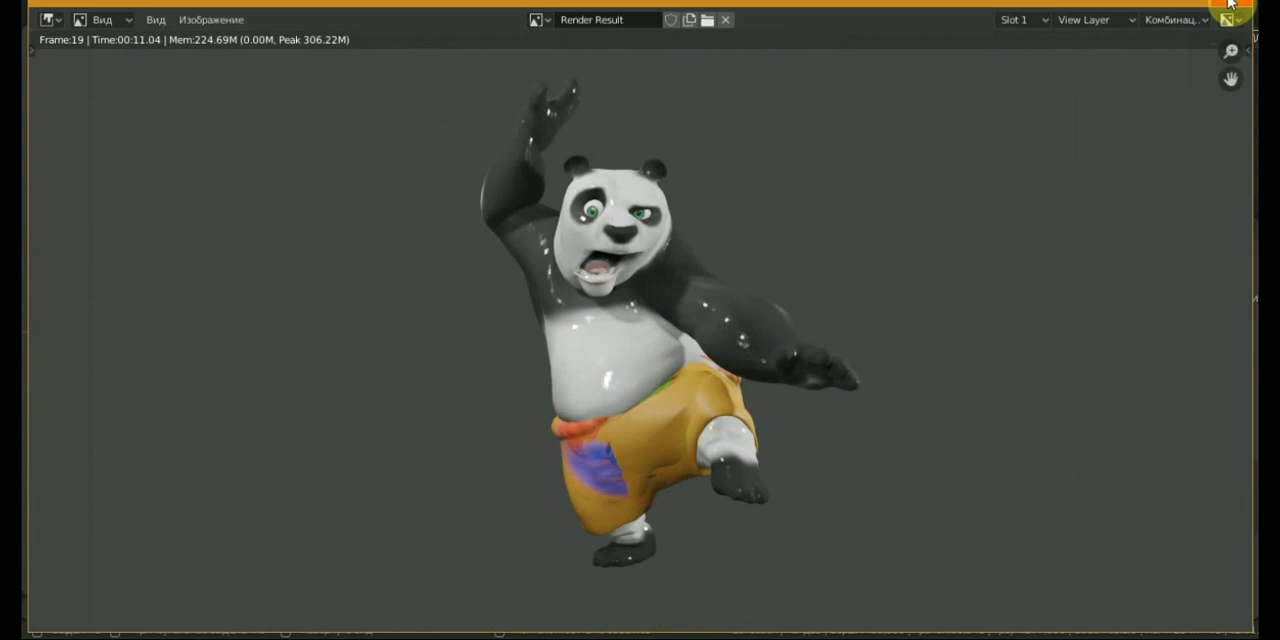 Вид Вид Изображение Render Result Slot 1 View Layer Комбинац..
Frame:19 | Time:00:11.04 | Mem:224.69M (0.00M, Peak 306.22M)